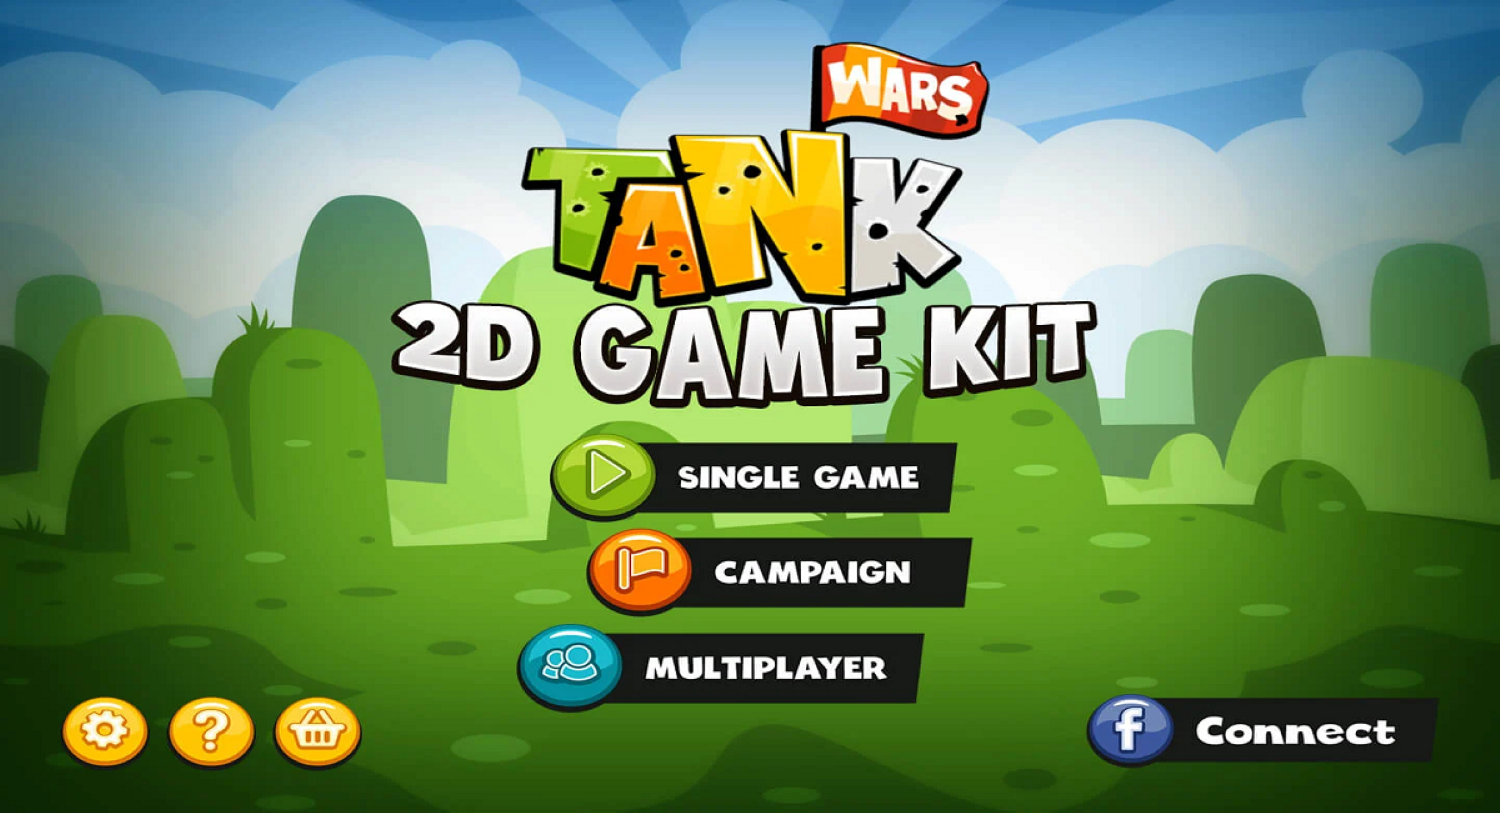 WARS
TANK
2D GAME KIT
SINGLE GAME
CAMPAIGN
MULTIPLAYER
?
f Connect